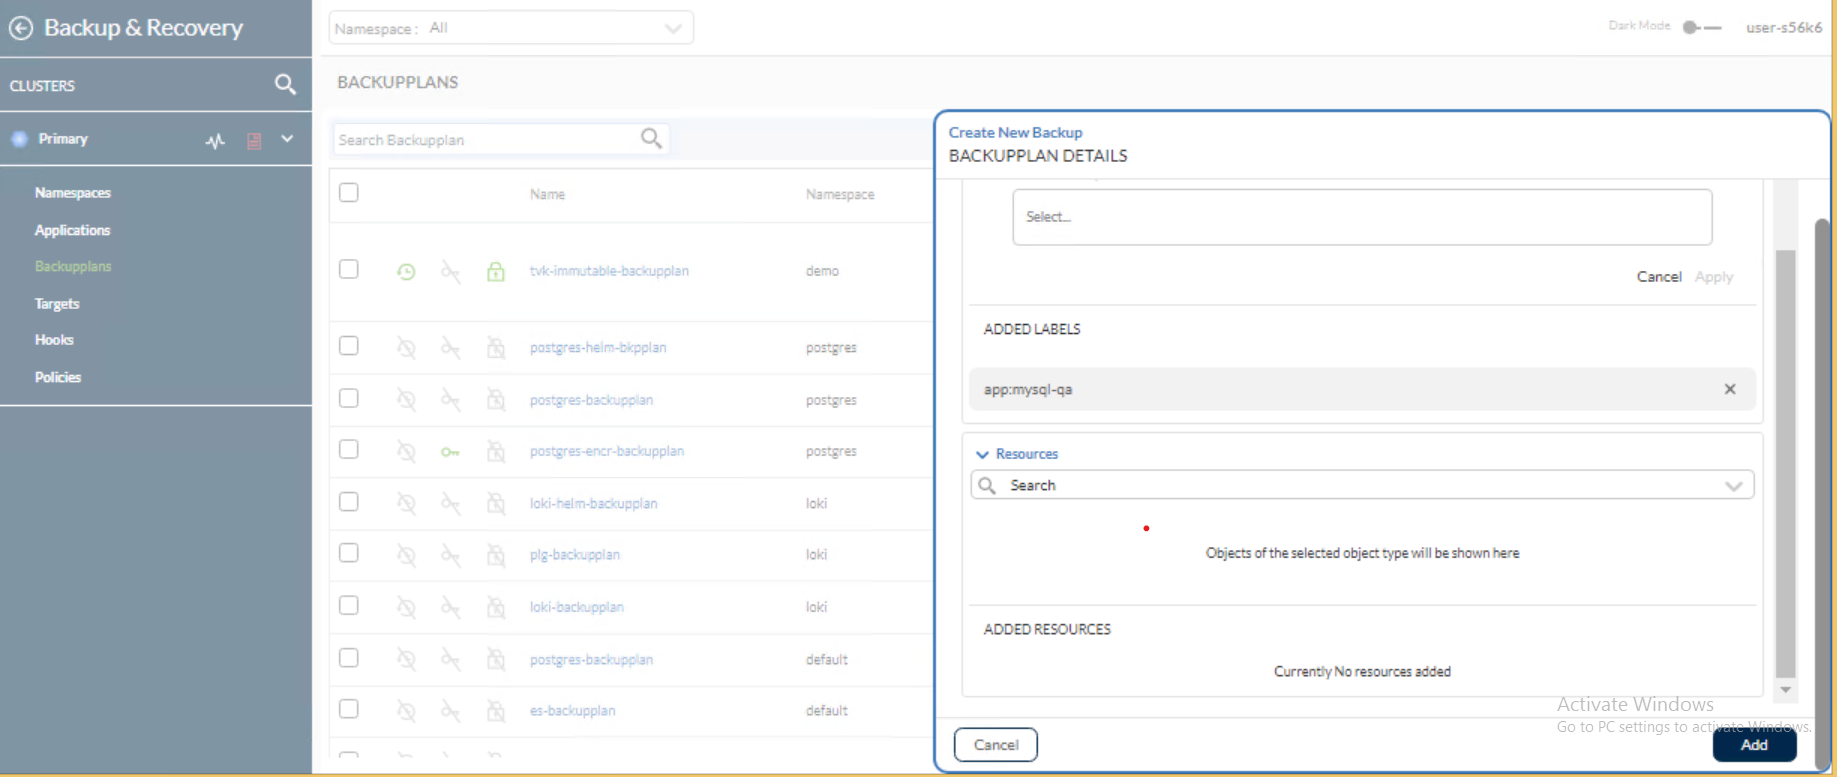 Backup & Recovery
Namespace : All
Dark Mode
user-s56k6
CLUSTERS
BACKUPPLANS
Primary
Search Backupplan
Namespaces
Applications
Backupplans
Targets
Hooks
Policies
Name Namespace
tvk-immutable-backupplan demo
postgres-helm-bkpplan postgres
postgres-backupplan postgres
postgres-encr-backupplan postgres
loki-helm-backupplan loki
plg-backupplan loki
loki-backupplan loki
postgres-backupplan default
es-backupplan default
Create New Backup
BACKUPPLAN DETAILS
Select...
Cancel Apply
ADDED LABELS
app:mysql-qa
Resources
Search
Objects of the selected object type will be shown here
ADDED RESOURCES
Currently No resources added
Activate Windows
Go to PC settings to activate Windows.
Cancel
Add